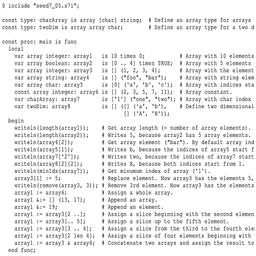 $ include "seed7_05.s7i";
const type: charArray is array [char] string; # Define an array type for arrays
const type: twoDim is array array char; # Define an array type for a two d
const proc: main is func
local
var array integer: array1 is 10 times 0; # Array with 10 elements
var array boolean: array2 is [0 .. 4] times TRUE; # Array with 5 elements
var array integer: array3 is [] (1, 2, 3, 4); # Array with the element
var array string: array4 is [] ("foo", "bar"); # Array with string elem
var array char: array5 is [0] ('a', 'b', 'c'); # Array with indices sta
const array integer: array6 is [] (2, 3, 5, 7, 11); # Array constant.
var charArray: array7 is ['1'] ("one", "two"); # Array with char index
var twoDim: array8 is [] ([] ('a', 'b'), # Define two dimensional
[] ('A', 'B'));
begin
writeln(length(array1)); # Get array length (= number of array elements).
writeln(length(array2)); # Writes 5, because array2 has 5 array elements.
writeln(array4[2]); # Get array element ("bar"). By default array ind
writeln(array5[1]); # Writes b, because the indices of array5 start f
writeln(array7['2']); # Writes two, because the indices of array7 start
writeln(array8[2][2]); # Writes B, because both indices start from 1.
writeln(minIdx(array7)); # Get minumum index of array ('1').
array3[1] := 5; # Replace element. Now array3 has the elements 5,
writeln(remove(array3, 3)); # Remove 3rd element. Now array3 has the elements
array1 := array6; # Assign a whole array.
array1 &:= [] (13, 17); # Append an array.
array1 &:= 19; # Append an element.
array1 := array3[2 ..]; # Assign a slice beginning with the second elemen
array1 := array3[.. 5]; # Assign a slice up to the fifth element.
array1 := array3[3 .. 4]; # Assign a slice from the third to the fourth ele
array1 := array3[2 len 4]; # Assign a slice of four elements beginning with
array1 := array3 & array6; # Concatenate two arrays and assign the result to
end func;